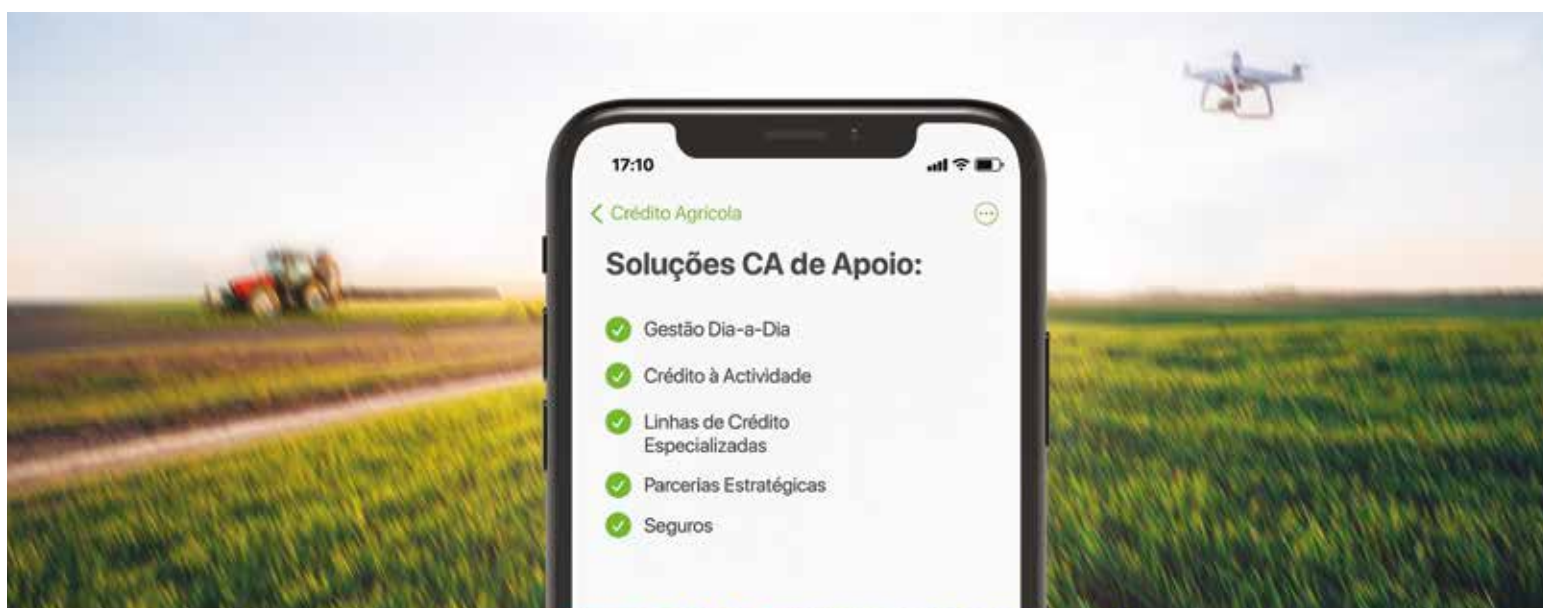 17:10
Crédito Agrícola
Soluções CA de Apoio:
Gestão Dia-a-Dia
Crédito à Actividade
Linhas de Crédito
Especializadas
Parcerias Estratégicas
Seguros